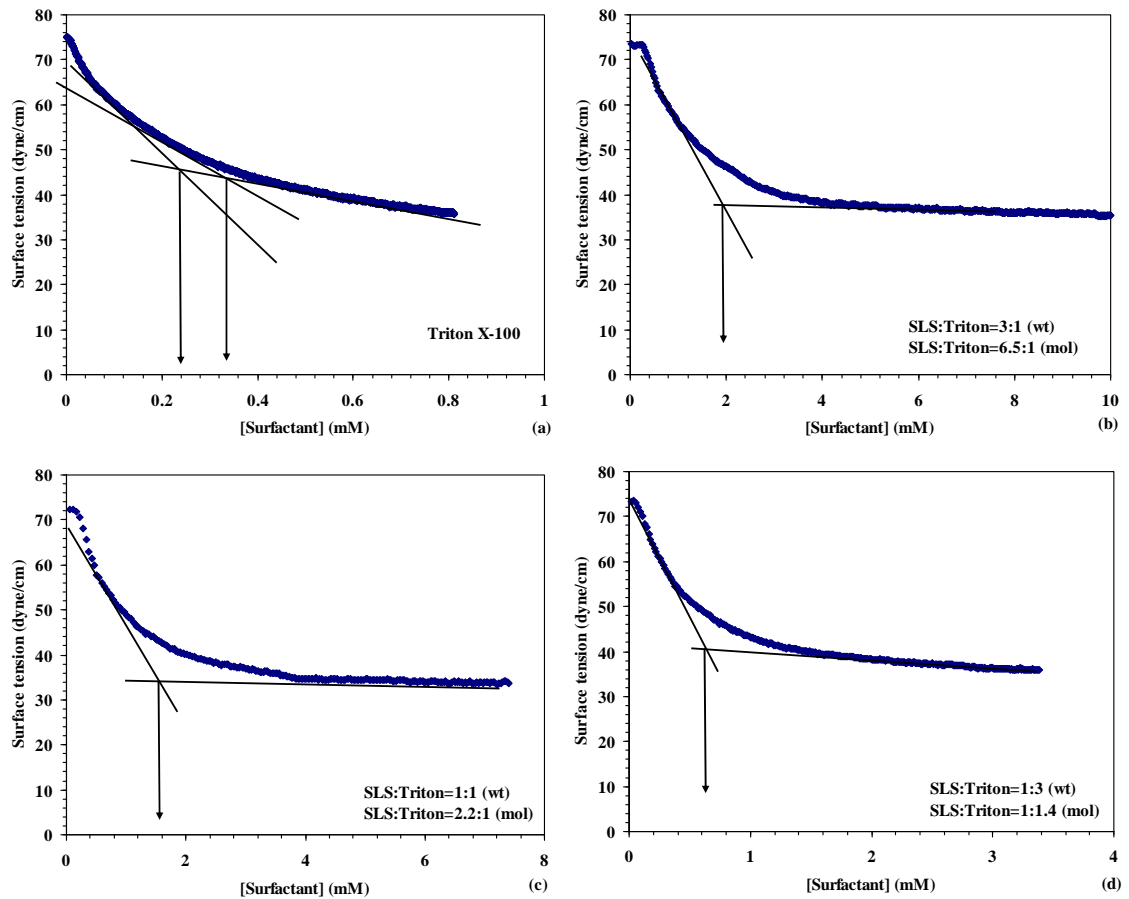 80
70
60
50
40
30
20
10
0
Surface tension (dyne/cm)
Triton X-100
0 0.2 0.4 0.6 0.8 1
[Surfactant] (mM)
(a)
80
70
60
50
40
30
20
10
0
Surface tension (dyne/cm)
SLS:Triton=3:1 (wt)
SLS:Triton=6.5:1 (mol)
0 2 4 6 8 10
[Surfactant] (mM)
(b)
80
70
60
50
40
30
20
10
0
Surface tension (dyne/cm)
SLS:Triton=1:1 (wt)
SLS:Triton=2.2:1 (mol)
0 2 4 6 8
[Surfactant] (mM)
(c)
80
70
60
50
40
30
20
10
0
Surface tension (dyne/cm)
SLS:Triton=1:3 (wt)
SLS:Triton=1:1.4 (mol)
0 1 2 3 4
[Surfactant] (mM)
(d)